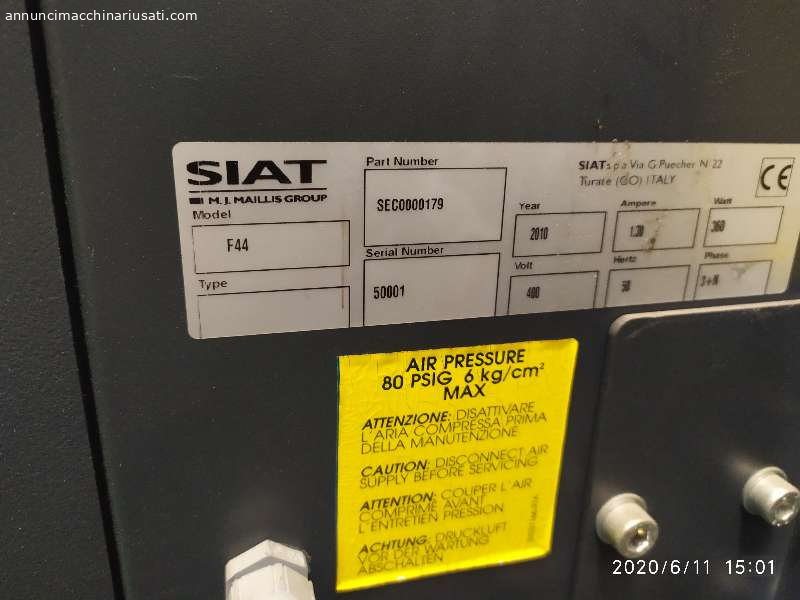 annuncimacchinariusati.com
SIAT
M.J. MAILLIS GROUP
Model
F44
Type
Part Number
SEC0000179
Serial Number
50001
SIAT s.p.a Via G.Puecher N 22
Turate (CO) ITALY
CE
Year
2010
Ampere
1.30
Watt
360
Volt
400
Hertz
50
Phase
3+N
AIR PRESSURE
80 PSIG 6 kg/cm²
MAX
ATTENZIONE: DISATTIVARE
L'ARIA COMPRESSA PRIMA
DELLA MANUTENZIONE
CAUTION: DISCONNECT AIR
SUPPLY BEFORE SERVICING
ATTENTION: COUPER L'AIR
COMPRIMÉ AVANT
L'ENTRETIEN PRESSION
ACHTUNG: DRUCKLUFT
VOR DER WARTUNG
ABSCHALTEN
2020/6/11 15:01